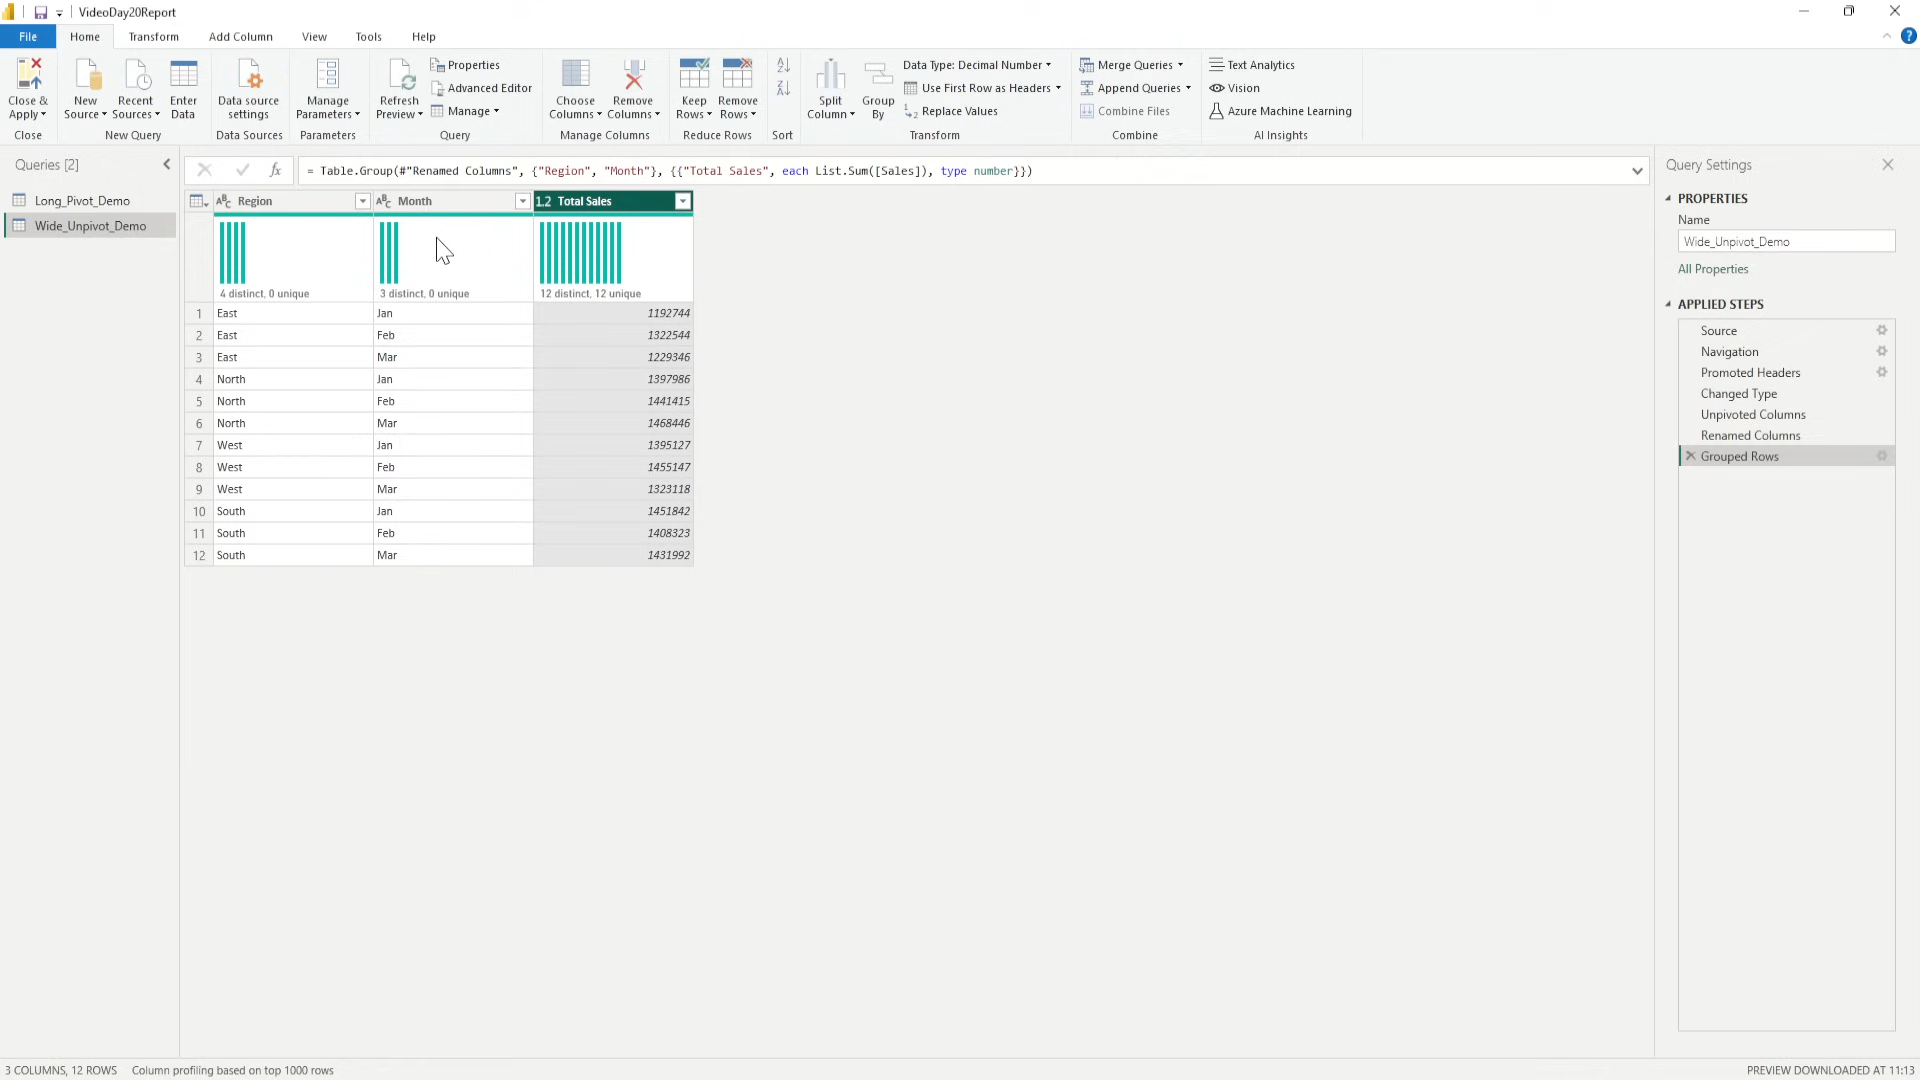 VideoDay20Report
File Home Transform Add Column View Tools Help
Close & Apply
New Source
Recent Sources
Enter Data
Data source settings
Manage Parameters
Refresh Preview
Properties
Advanced Editor
Manage
Choose Columns
Remove Columns
Keep Rows
Remove Rows
Split Column
Group By
Data Type: Decimal Number
Use First Row as Headers
Replace Values
Merge Queries
Append Queries
Combine Files
Text Analytics
Vision
Azure Machine Learning
Close New Query Data Sources Parameters Query Manage Columns Reduce Rows Sort Transform Combine AI Insights
Queries [2]
Long_Pivot_Demo
Wide_Unpivot_Demo
fx = Table.Group(#"Renamed Columns", {"Region", "Month"}, {{"Total Sales", each List.Sum([Sales]), type number}})
ABC Region ABC Month 1.2 Total Sales
4 distinct, 0 unique 3 distinct, 0 unique 12 distinct, 12 unique
1 East Jan 1192744
2 East Feb 1322544
3 East Mar 1229346
4 North Jan 1397986
5 North Feb 1441415
6 North Mar 1468446
7 West Jan 1395127
8 West Feb 1455147
9 West Mar 1323118
10 South Jan 1451842
11 South Feb 1408323
12 South Mar 1431992
Query Settings
PROPERTIES
Name
Wide_Unpivot_Demo
All Properties
APPLIED STEPS
Source
Navigation
Promoted Headers
Changed Type
Unpivoted Columns
Renamed Columns
Grouped Rows
3 COLUMNS, 12 ROWS Column profiling based on top 1000 rows
PREVIEW DOWNLOADED AT 11:13